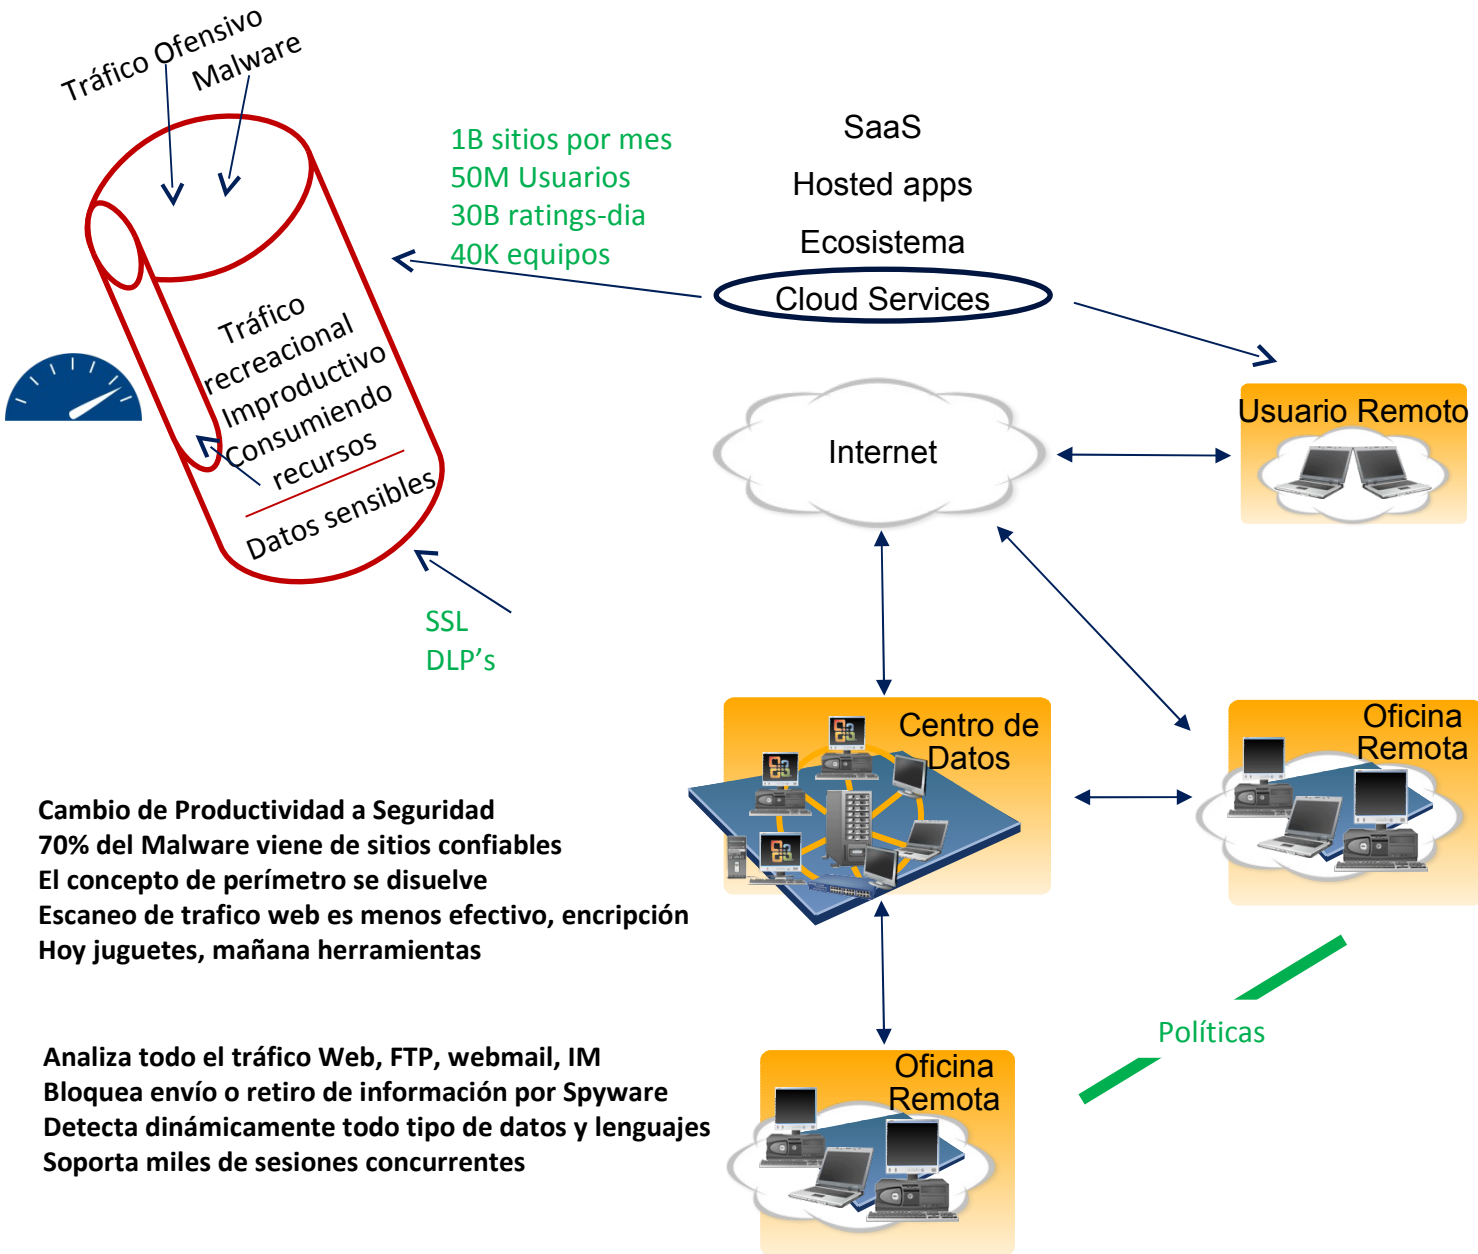 Tráfico Ofensivo
Malware
1B sitios por mes
50M Usuarios
30B ratings-dia
40K equipos
SaaS
Hosted apps
Ecosistema
Cloud Services
Tráfico
recreacional
Improductivo
Consumiendo
recursos
Datos sensibles
Internet
Usuario Remoto
SSL
DLP’s
Centro de
Datos
Oficina
Remota
Cambio de Productividad a Seguridad
70% del Malware viene de sitios confiables
El concepto de perímetro se disuelve
Escaneo de trafico web es menos efectivo, encripción
Hoy juguetes, mañana herramientas
Políticas
Analiza todo el tráfico Web, FTP, webmail, IM
Bloquea envío o retiro de información por Spyware
Detecta dinámicamente todo tipo de datos y lenguajes
Soporta miles de sesiones concurrentes
Oficina
Remota